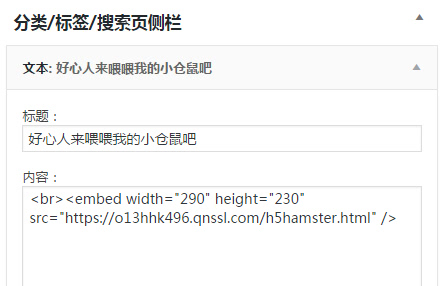 分类/标签/搜索页侧栏
文本: 好心人来喂喂我的小仓鼠吧
标题：
好心人来喂喂我的小仓鼠吧
内容：
<br><embed width="290" height="230"
src="https://o13hhk496.qnssl.com/h5hamster.html" />